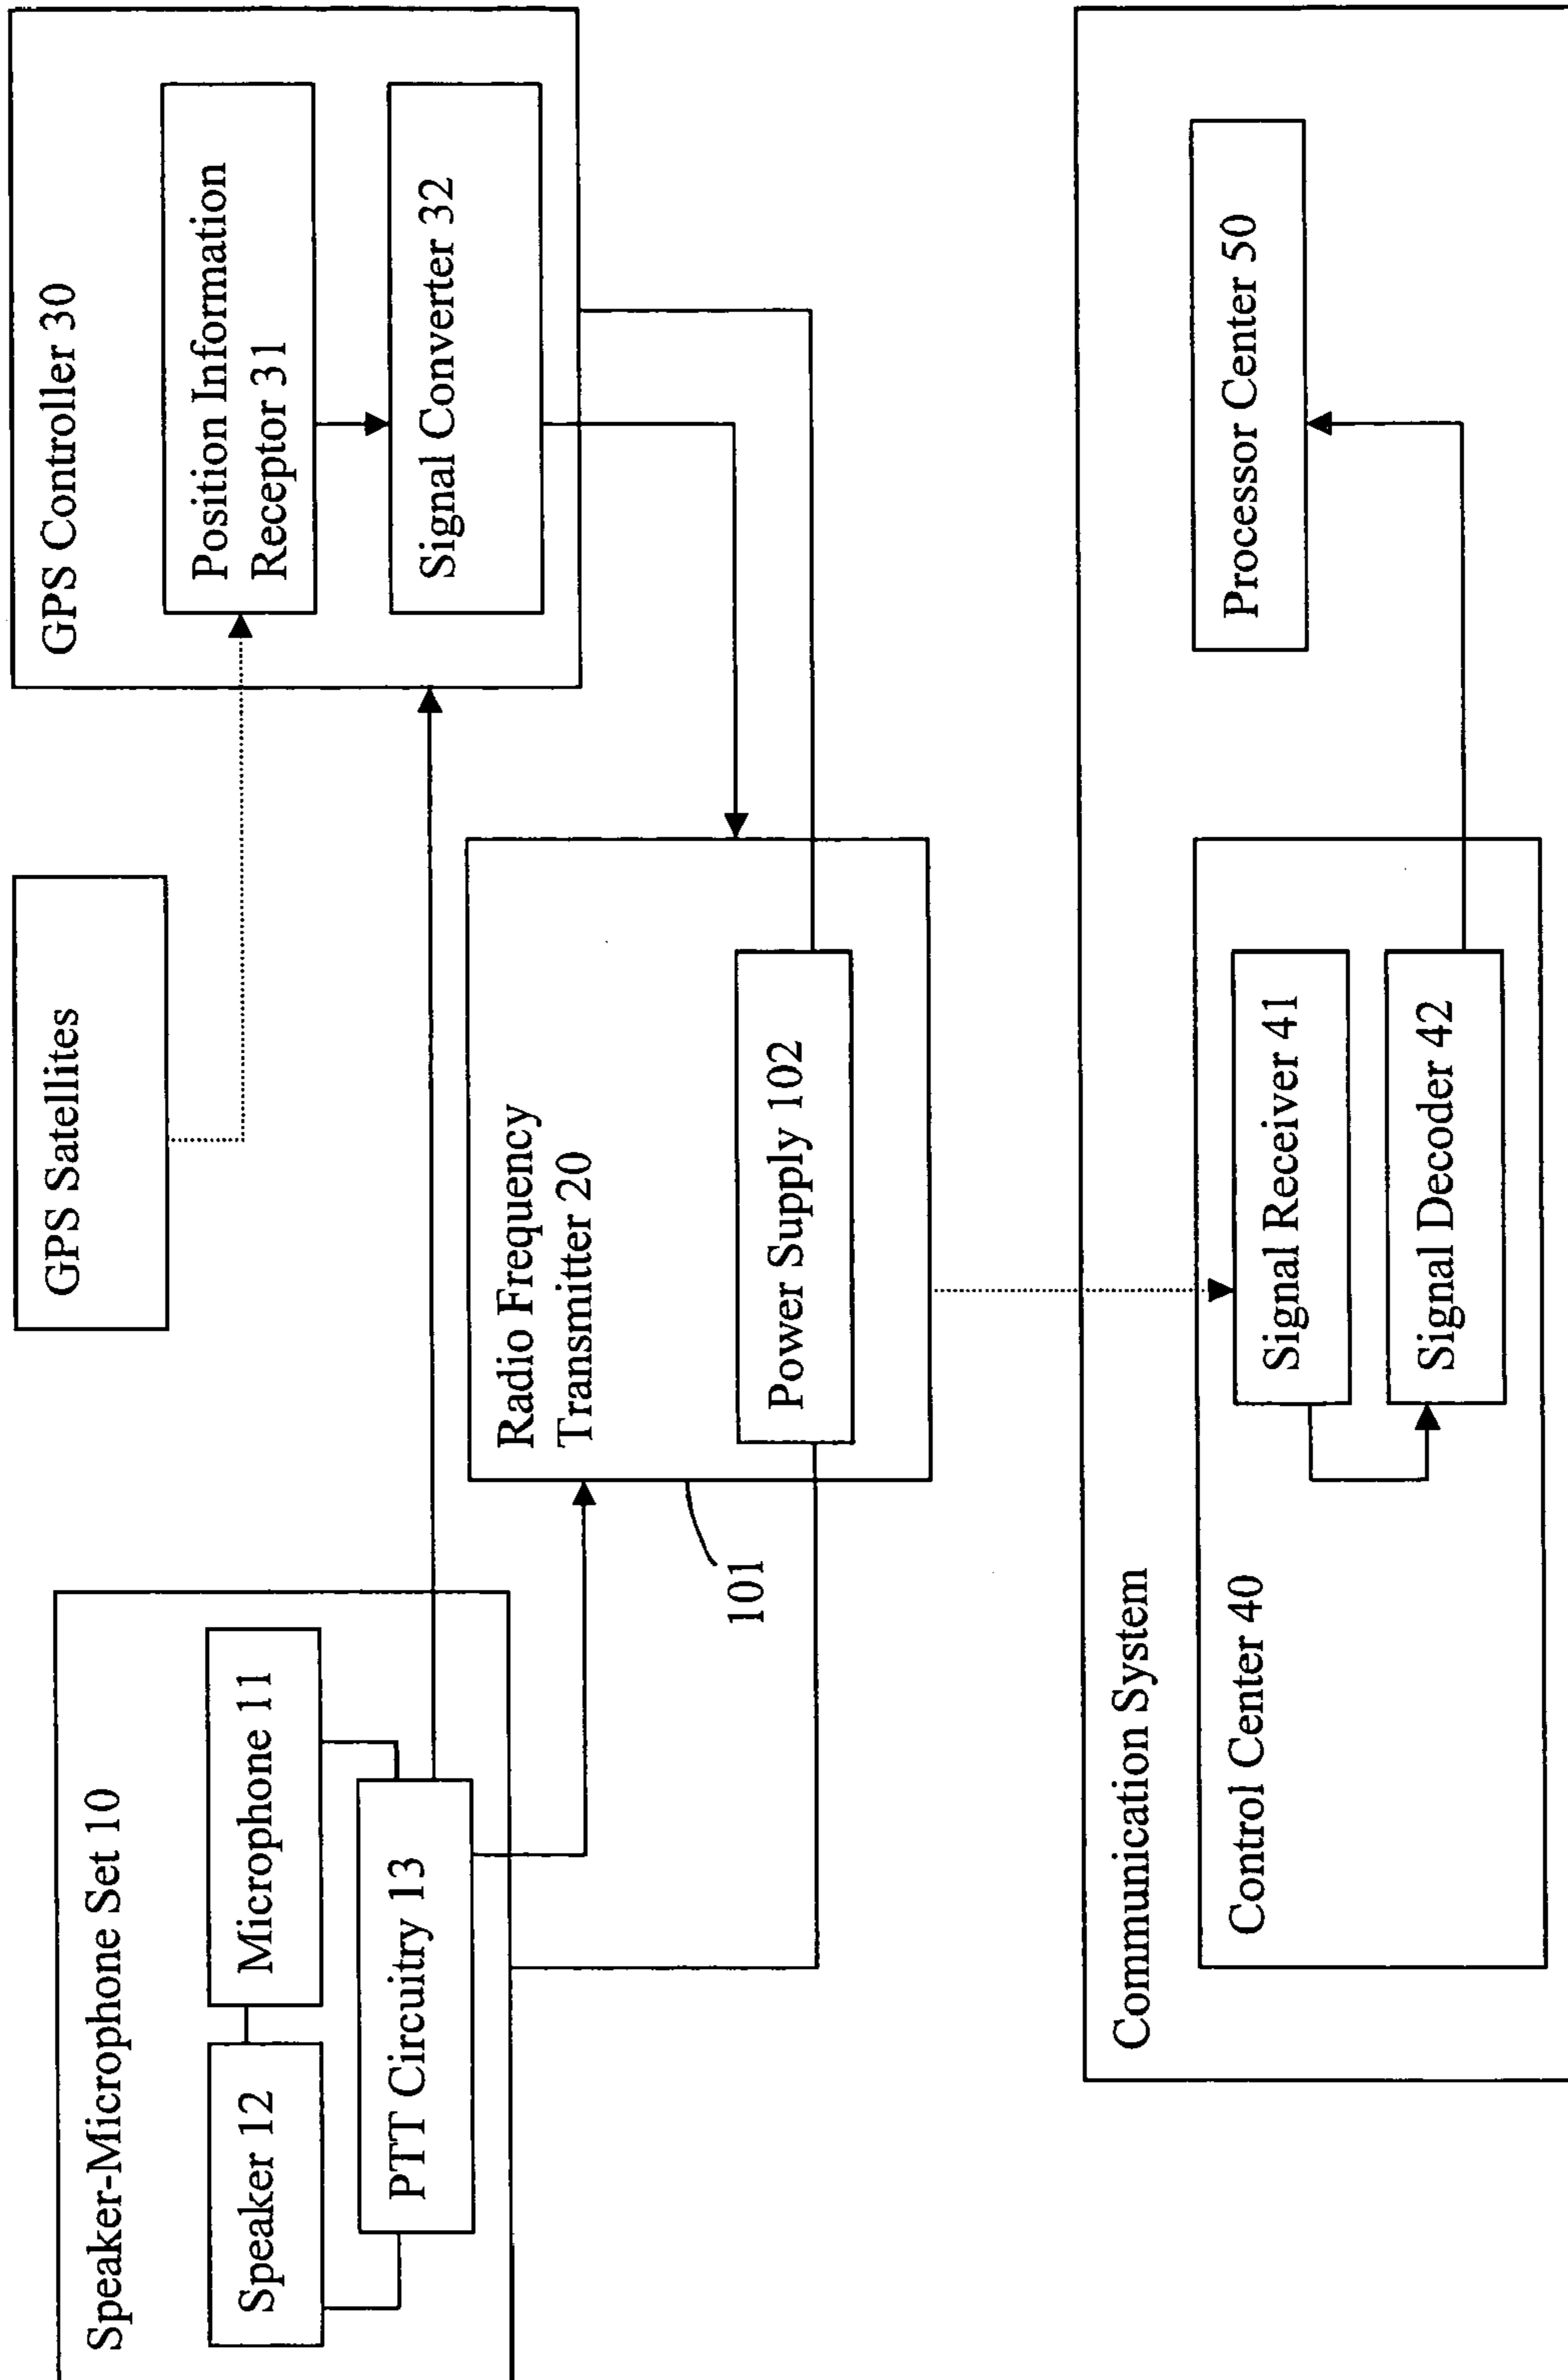 Speaker-Microphone Set 10
Speaker 12
Microphone 11
PTT Circuitry 13
GPS Satellites
GPS Controller 30
Position Information
Receptor 31
Signal Converter 32
Radio Frequency
Transmitter 20
Power Supply 102
101
Communication System
Control Center 40
Signal Receiver 41
Signal Decoder 42
Processor Center 50